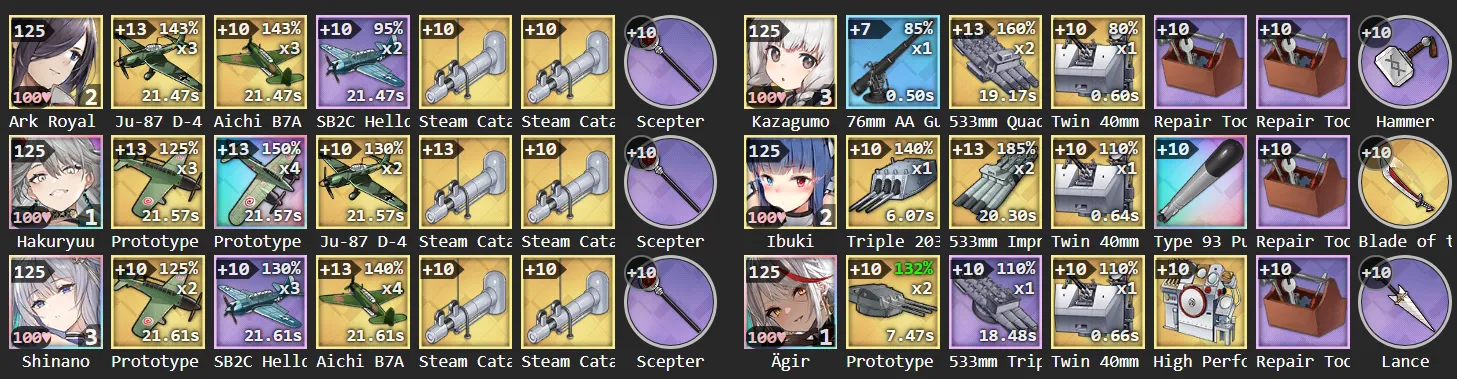 125 +13 143% +10 143% +10 95% +10 +10 +10 125 +7 85% +13 160% +10 80% +10 +10 +10
x3 x3 x2 x1 x2 x1
100♥ 2 21.47s 21.47s 21.47s 100♥ 3 0.50s 19.17s 0.60s
Ark Royal Ju-87 D-4 Aichi B7A SB2C Hellc Steam Cata Steam Cata Scepter Kazagumo 76mm AA Gu 533mm Quad Twin 40mm Repair Too Repair Too Hammer
125 +13 125% +13 150% +10 130% +13 +10 +10 125 +10 140% +13 185% +10 110% +10 +10 +10
x3 x4 x2 x1 x2 x1
100♥ 1 21.57s 21.57s 21.57s 100♥ 2 6.07s 20.30s 0.64s
Hakuryuu Prototype Prototype Ju-87 D-4 Steam Cata Steam Cata Scepter Ibuki Triple 203 533mm Impr Twin 40mm Type 93 Pu Repair Too Blade of t
125 +10 125% +10 130% +13 140% +10 +10 +10 125 +10 132% +10 110% +10 110% +10 +10 +10
x2 x3 x4 x2 x1 x1
100♥ 3 21.61s 21.61s 21.61s 100♥ 1 7.47s 18.48s 0.66s
Shinano Prototype SB2C Hellc Aichi B7A Steam Cata Steam Cata Scepter Ägir Prototype 533mm Trip Twin 40mm High Perfo Repair Too Lance